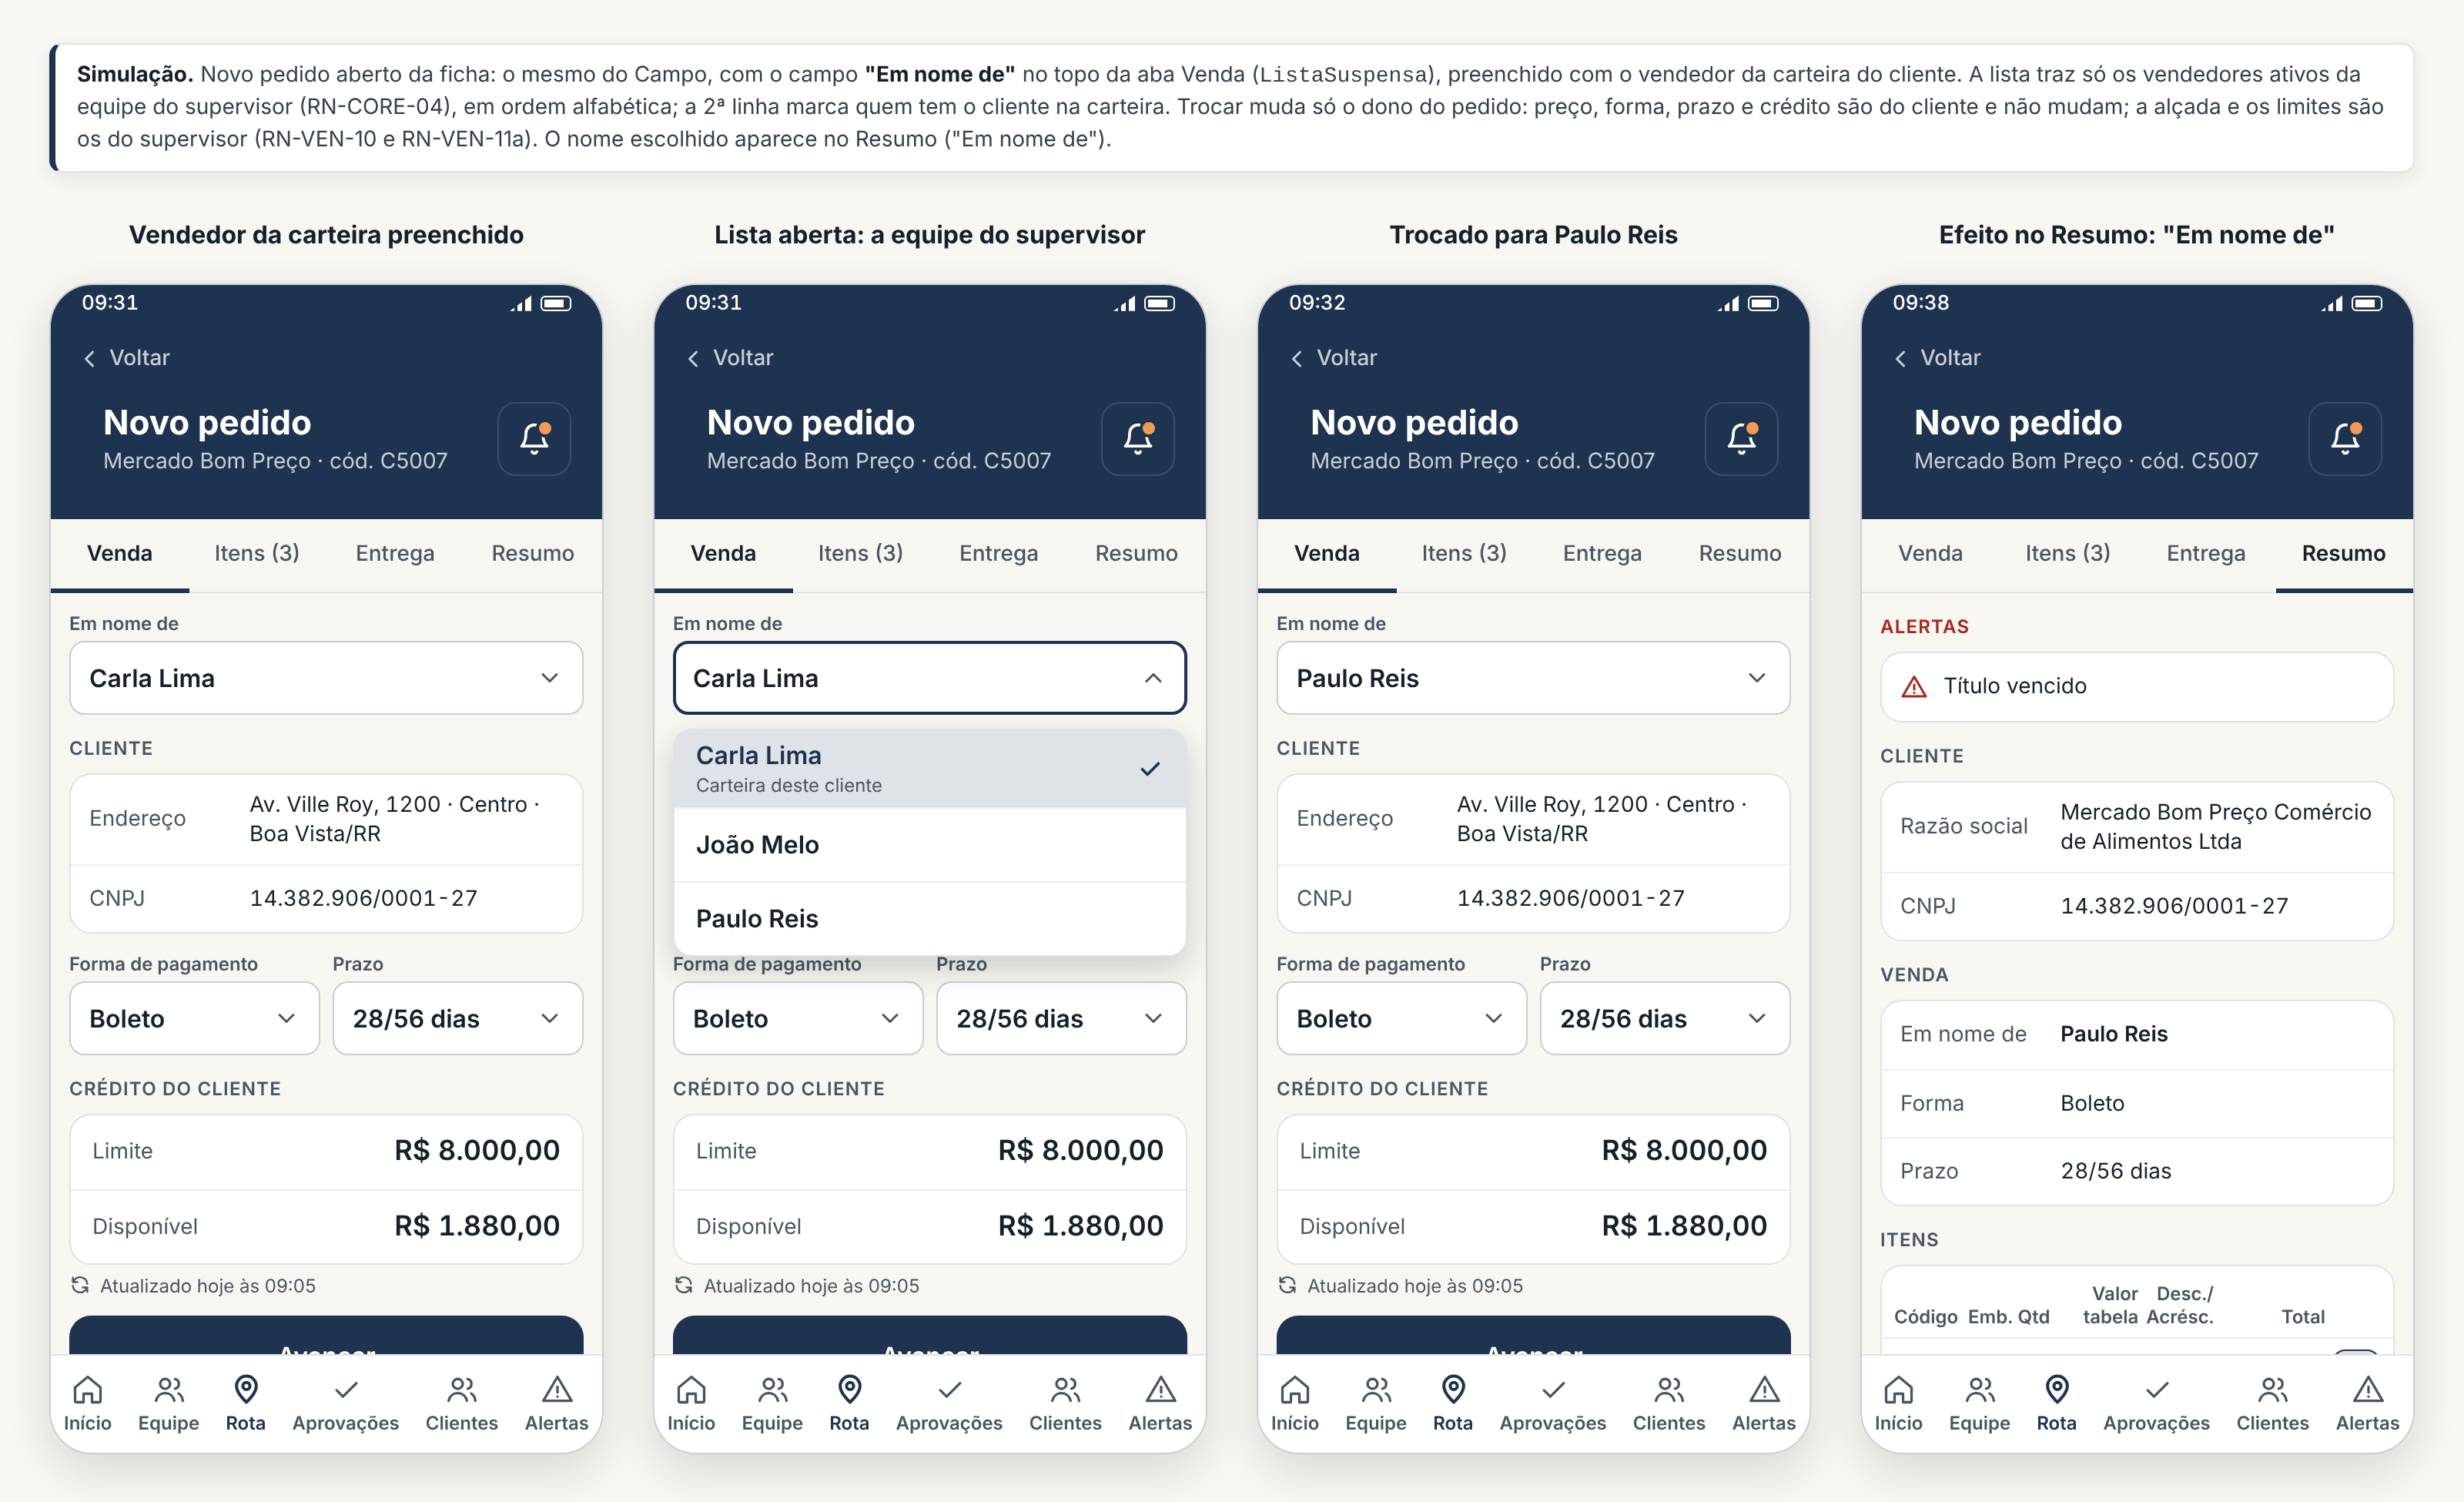 Simulação. Novo pedido aberto da ficha: o mesmo do Campo, com o campo "Em nome de" no topo da aba Venda (ListaSuspensa), preenchido com o vendedor da carteira do cliente. A lista traz só os vendedores ativos da
equipe do supervisor (RN-CORE-04), em ordem alfabética; a 2ª linha marca quem tem o cliente na carteira. Trocar muda só o dono do pedido: preço, forma, prazo e crédito são do cliente e não mudam; a alçada e os limites são
os do supervisor (RN-VEN-10 e RN-VEN-11a). O nome escolhido aparece no Resumo ("Em nome de").
Vendedor da carteira preenchido
09:31
Voltar
Novo pedido
Mercado Bom Preço · cód. C5007
Venda Itens (3) Entrega Resumo
Em nome de
Carla Lima
CLIENTE
Endereço
Av. Ville Roy, 1200 · Centro ·
Boa Vista/RR
CNPJ 14.382.906/0001-27
Forma de pagamento Prazo
Boleto 28/56 dias
CRÉDITO DO CLIENTE
Limite R$ 8.000,00
Disponível R$ 1.880,00
Atualizado hoje às 09:05
Avançar
Início Equipe Rota Aprovações Clientes Alertas
Lista aberta: a equipe do supervisor
09:31
Voltar
Novo pedido
Mercado Bom Preço · cód. C5007
Venda Itens (3) Entrega Resumo
Em nome de
Carla Lima
Carla Lima
Carteira deste cliente
João Melo
Paulo Reis
Forma de pagamento Prazo
Boleto 28/56 dias
CRÉDITO DO CLIENTE
Limite R$ 8.000,00
Disponível R$ 1.880,00
Atualizado hoje às 09:05
Avançar
Início Equipe Rota Aprovações Clientes Alertas
Trocado para Paulo Reis
09:32
Voltar
Novo pedido
Mercado Bom Preço · cód. C5007
Venda Itens (3) Entrega Resumo
Em nome de
Paulo Reis
CLIENTE
Endereço
Av. Ville Roy, 1200 · Centro ·
Boa Vista/RR
CNPJ 14.382.906/0001-27
Forma de pagamento Prazo
Boleto 28/56 dias
CRÉDITO DO CLIENTE
Limite R$ 8.000,00
Disponível R$ 1.880,00
Atualizado hoje às 09:05
Avançar
Início Equipe Rota Aprovações Clientes Alertas
Efeito no Resumo: "Em nome de"
09:38
Voltar
Novo pedido
Mercado Bom Preço · cód. C5007
Venda Itens (3) Entrega Resumo
ALERTAS
Título vencido
CLIENTE
Razão social
Mercado Bom Preço Comércio
de Alimentos Ltda
CNPJ 14.382.906/0001-27
VENDA
Em nome de Paulo Reis
Forma Boleto
Prazo 28/56 dias
ITENS
Valor Desc./
Código Emb. Qtd tabela Acrésc. Total
Início Equipe Rota Aprovações Clientes Alertas